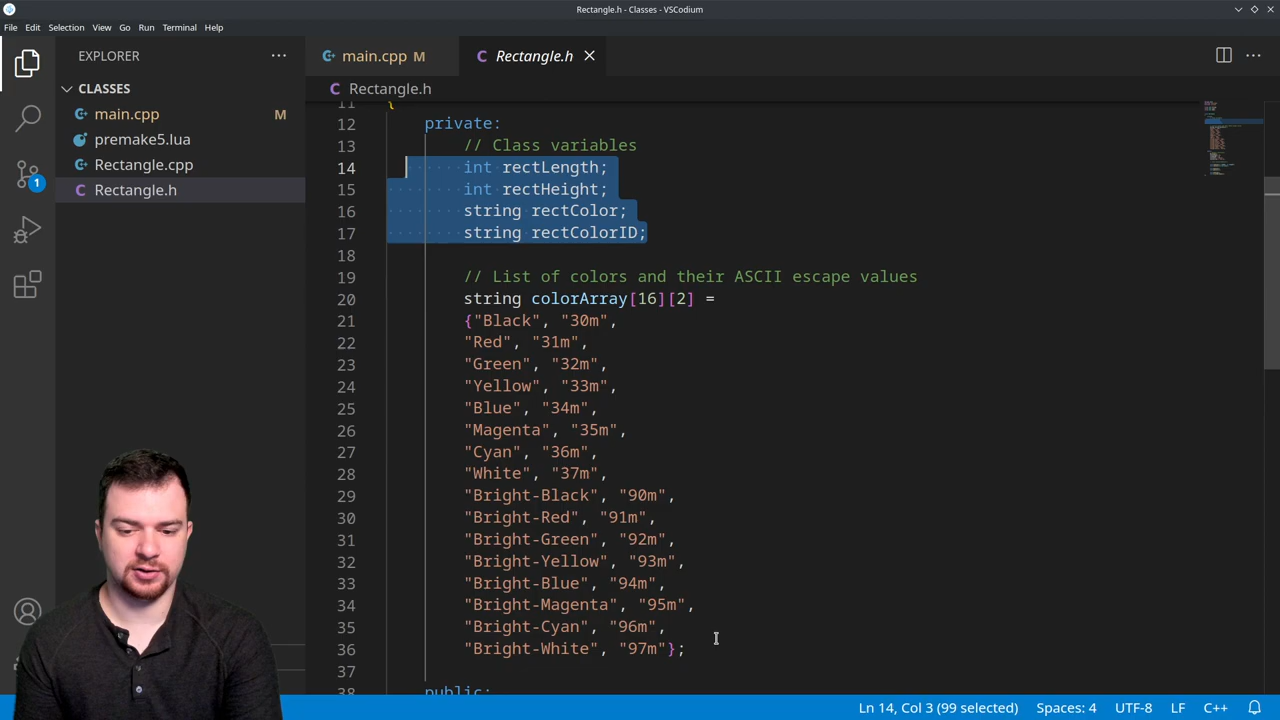 Rectangle.h - Classes - VSCodium
File Edit Selection View Go Run Terminal Help
EXPLORER
main.cpp M
Rectangle.h
CLASSES
Rectangle.h
main.cpp M
premake5.lua
Rectangle.cpp
Rectangle.h
1
11 {
12 private:
13 // Class variables
14 int rectLength;
15 int rectHeight;
16 string rectColor;
17 string rectColorID;
18
19 // List of colors and their ASCII escape values
20 string colorArray[16][2] =
21 {"Black", "30m",
22 "Red", "31m",
23 "Green", "32m",
24 "Yellow", "33m",
25 "Blue", "34m",
26 "Magenta", "35m",
27 "Cyan", "36m",
28 "White", "37m",
29 "Bright-Black", "90m",
30 "Bright-Red", "91m",
31 "Bright-Green", "92m",
32 "Bright-Yellow", "93m",
33 "Bright-Blue", "94m",
34 "Bright-Magenta", "95m",
35 "Bright-Cyan", "96m",
36 "Bright-White", "97m"};
37
38 public:
Ln 14, Col 3 (99 selected) Spaces: 4 UTF-8 LF C++